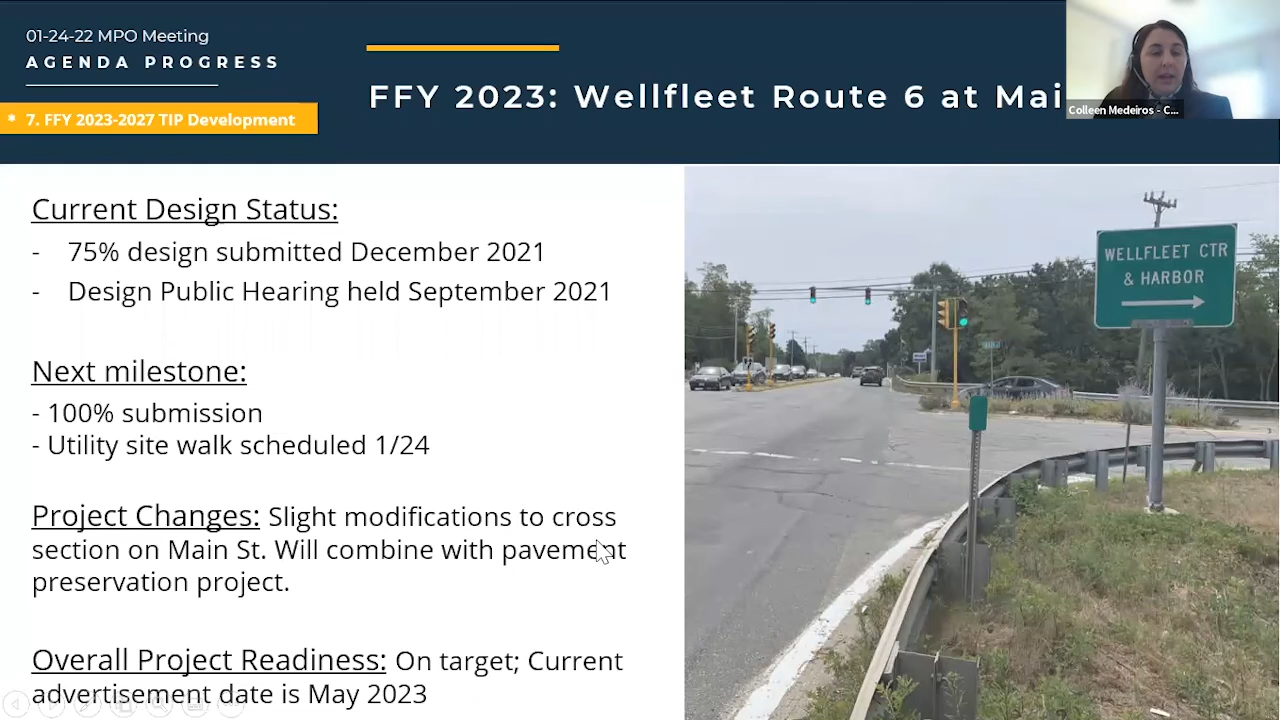 01-24-22 MPO Meeting
AGENDA PROGRESS
* 7. FFY 2023-2027 TIP Development
FFY 2023: Wellfleet Route 6 at Mai
Colleen Medeiros - C...
Current Design Status:
- 75% design submitted December 2021
- Design Public Hearing held September 2021
Next milestone:
- 100% submission
- Utility site walk scheduled 1/24
Project Changes: Slight modifications to cross
section on Main St. Will combine with pavement
preservation project.
Overall Project Readiness: On target; Current
advertisement date is May 2023
WELLFLEET CTR
& HARBOR